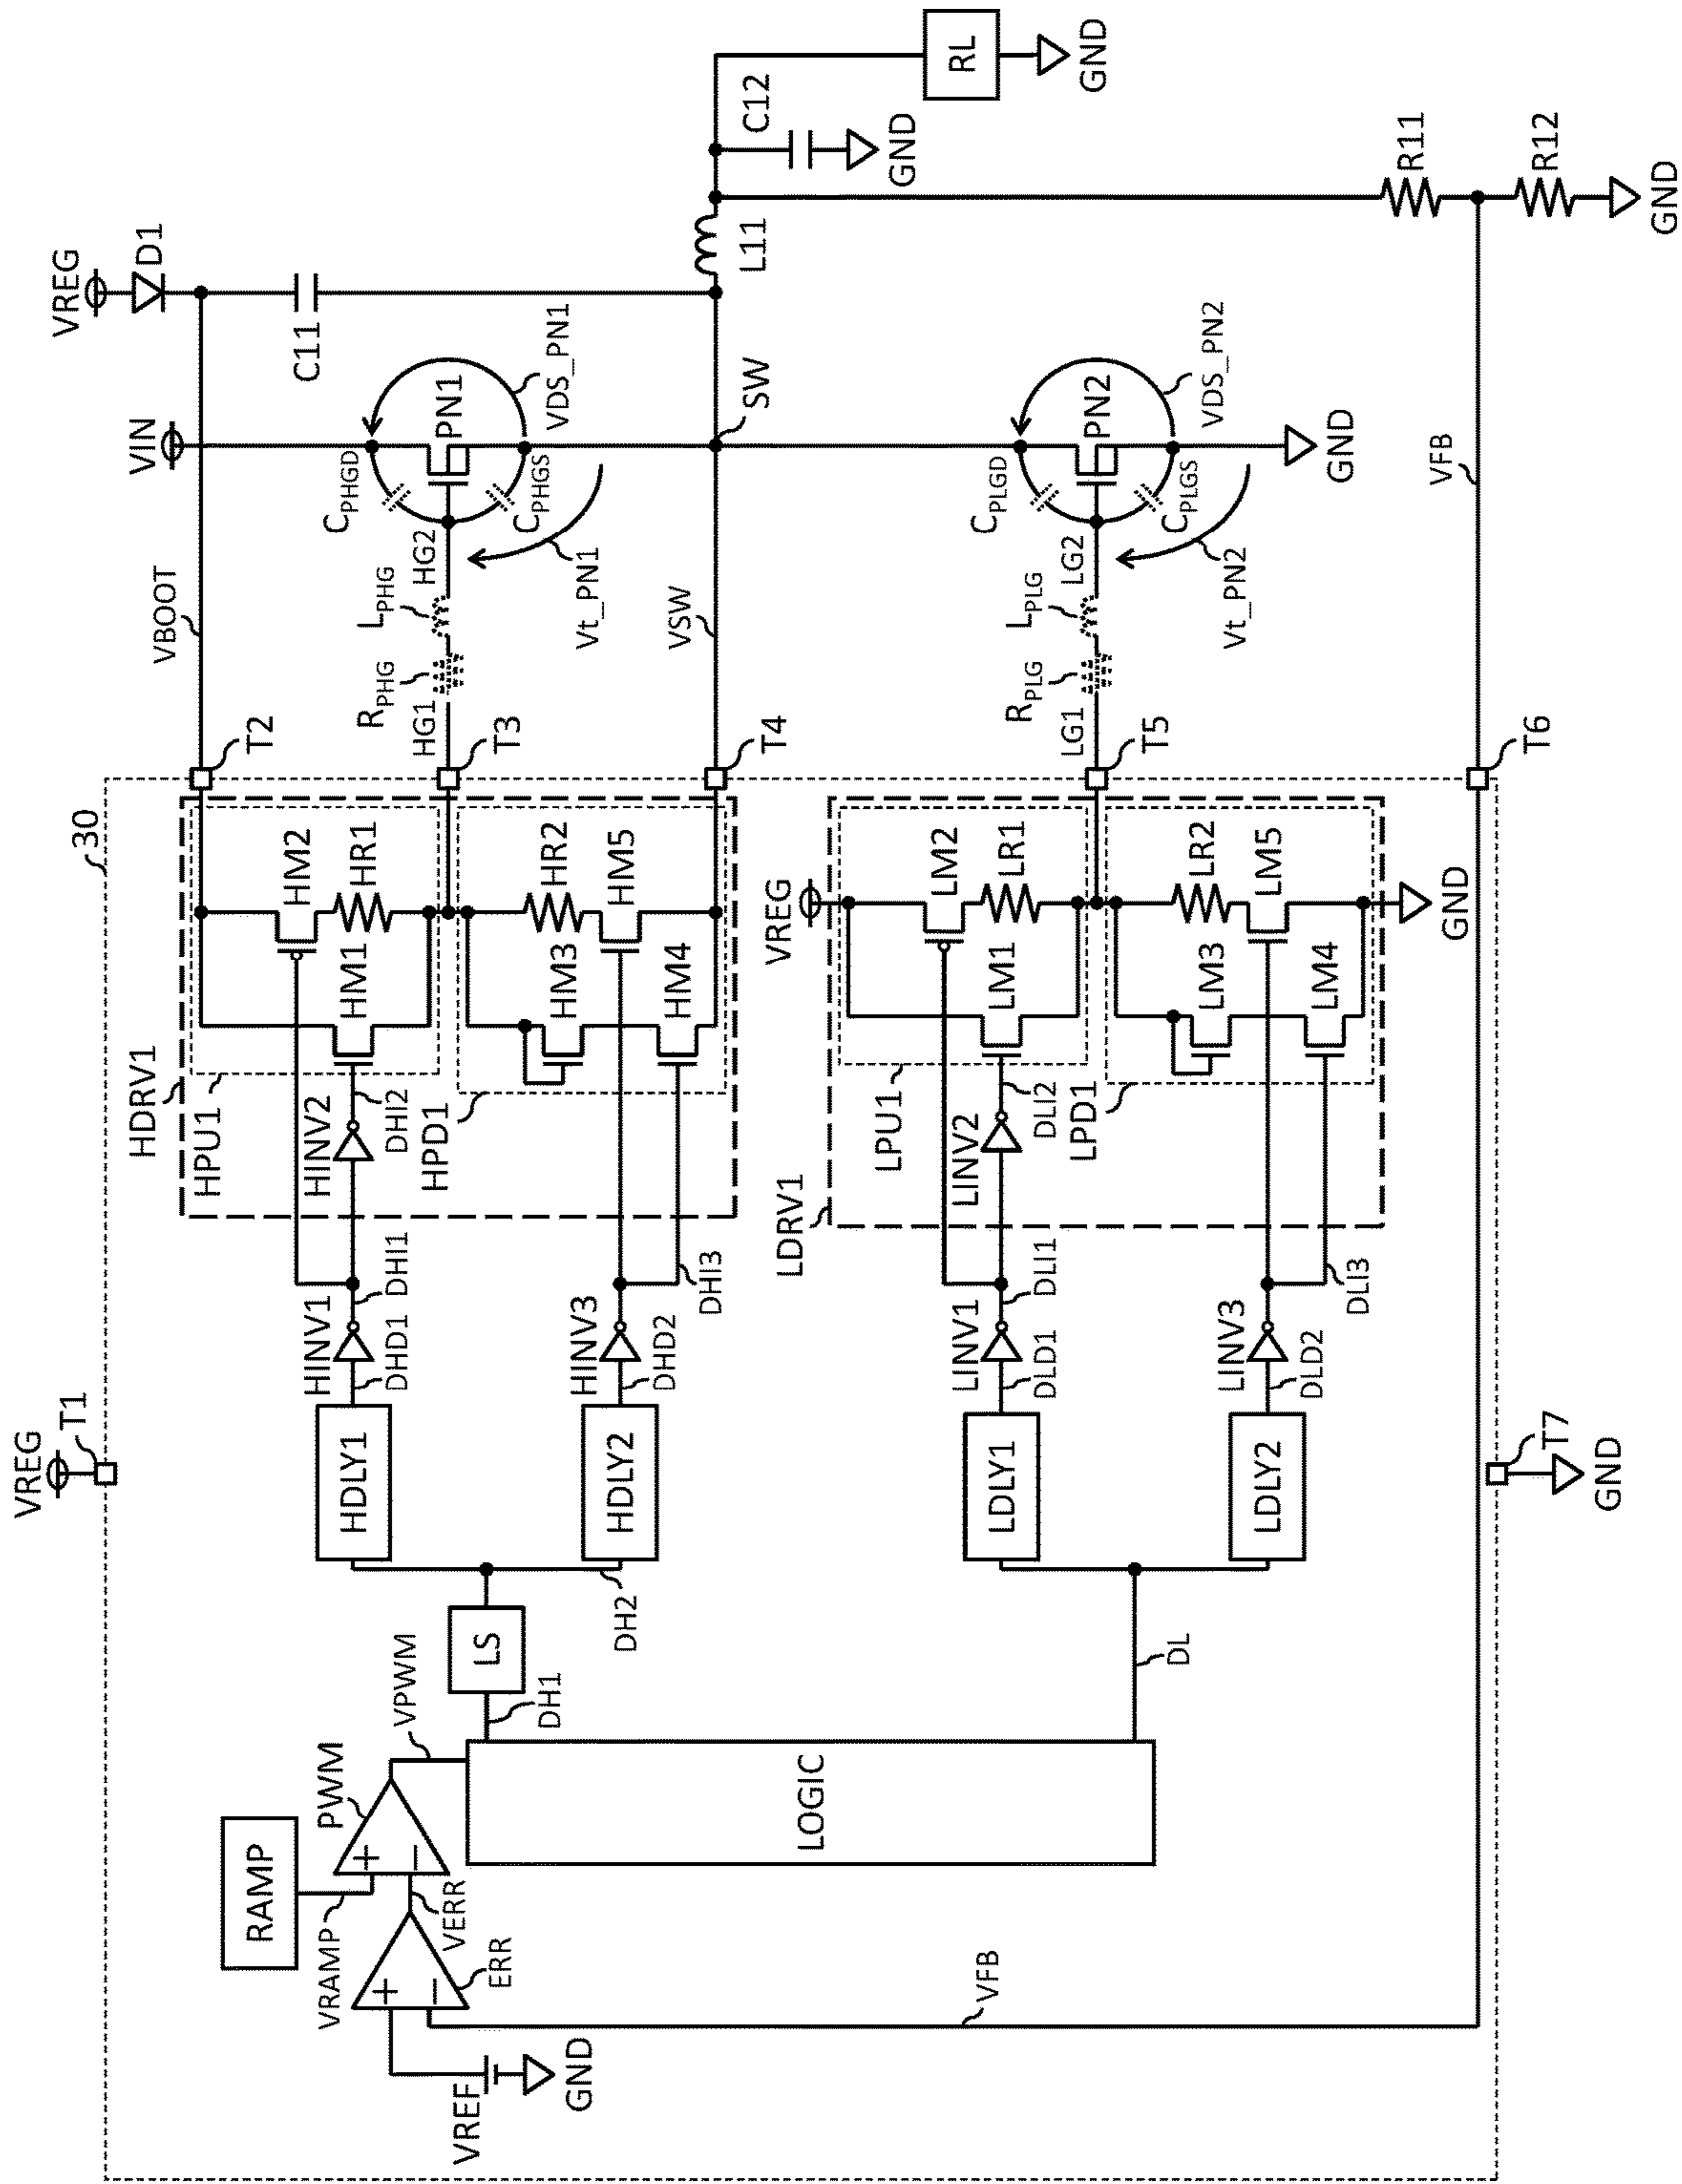 30
VREG
T1
VREG
D1
VBOOT
T2
C11
VIN
HDRV1
HPU1
HM2
HR1
HM1
HINV2
DHI2
HPD1
HR2
HM3
HM5
HM4
T3
T4
HG1
RPHG
LPHG
HG2
CPHGD
CPHGS
PN1
VDS_PN1
Vt_PN1
VSW
SW
L11
C12
GND
RL
GND
R11
R12
GND
RAMP
VRAMP
PWM
VPWM
VERR
ERR
VREF
GND
VFB
LOGIC
DH1
LS
DH2
HDLY1
HDLY2
DHD1
HINV1
DHI1
DHD2
HINV3
DHI3
DL
LDLY1
LDLY2
DLD1
LINV1
DLI1
DLD2
LINV3
DLI3
LDRV1
LPU1
LINV2
DLI2
LPD1
VREG
LM2
LR1
LM1
LR2
LM3
LM5
LM4
GND
T5
LG1
RPLG
LPLG
LG2
CPLGD
CPLGS
PN2
VDS_PN2
Vt_PN2
GND
VFB
T6
T7
GND